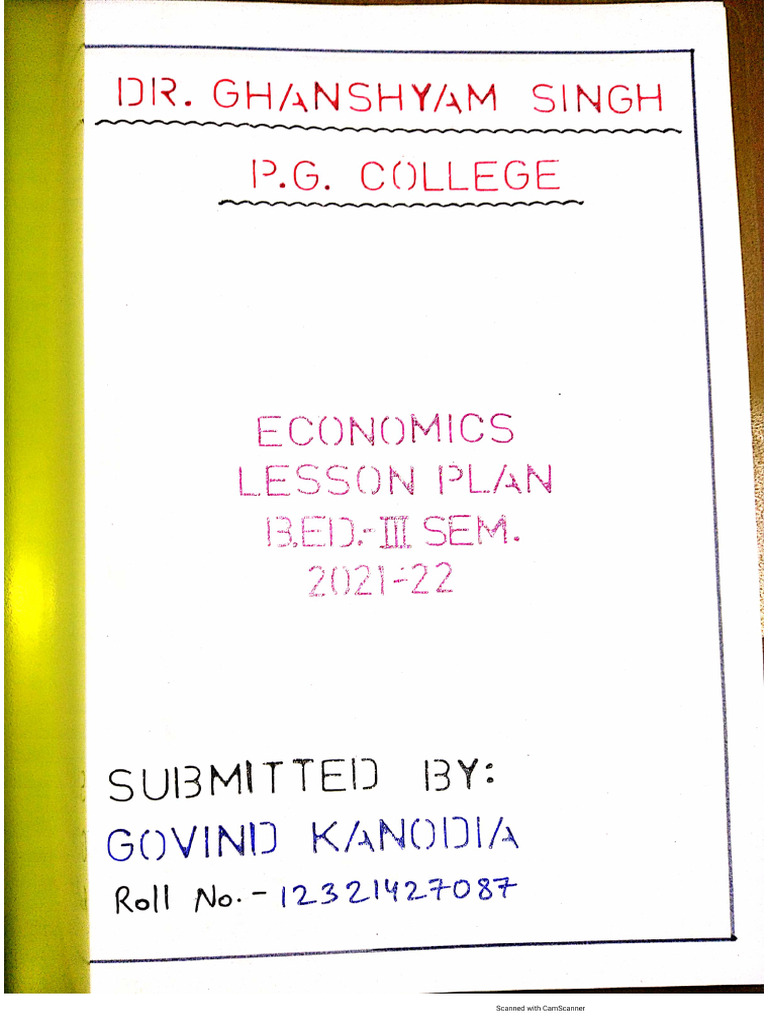 DR. GHANSHYAM SINGH
P.G. COLLEGE
ECONOMICS
LESSON PLAN
B.ED.-III SEM.
2021-22
SUBMITTED BY:
GOVIND KANODIA
Roll No.- 12321427087
Scanned with CamScanner